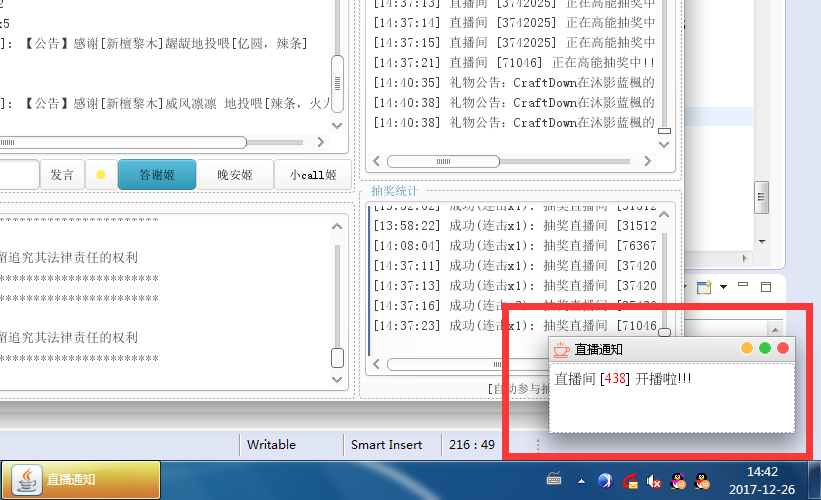 2
x5
]: 【公告】感谢[新檀黎木]龊龊地投喂[亿圆，辣条]
]: 【公告】感谢[新檀黎木]威风凛凛 地投喂[辣条，火
发言
答谢姬
晚安姬
小call姬
**********************
留追究其法律责任的权利
**********************
**********************
留追究其法律责任的权利
**********************
[14:37:13] 直播间 [3742025] 正在高能抽奖中
[14:37:14] 直播间 [3742025] 正在高能抽奖中
[14:37:15] 直播间 [3742025] 正在高能抽奖中
[14:37:21] 直播间 [71046] 正在高能抽奖中!!
[14:40:35] 礼物公告: CraftDown在沐影蓝楓的
[14:40:38] 礼物公告: CraftDown在沐影蓝楓的
[14:40:38] 礼物公告: CraftDown在沐影蓝楓的
抽奖统计
[13:58:22] 成功(连击x1): 抽奖直播间 [31512
[14:08:04] 成功(连击x1): 抽奖直播间 [76367
[14:37:11] 成功(连击x1): 抽奖直播间 [37420
[14:37:13] 成功(连击x1): 抽奖直播间 [37420
[14:37:16] 成功(连击
[14:37:23] 成功(连击x1): 抽奖直播间 [71046
[自动参与抽
直播通知
直播间 [438] 开播啦!!!
Writable
Smart Insert
216 : 49
直播通知
14:42
2017-12-26